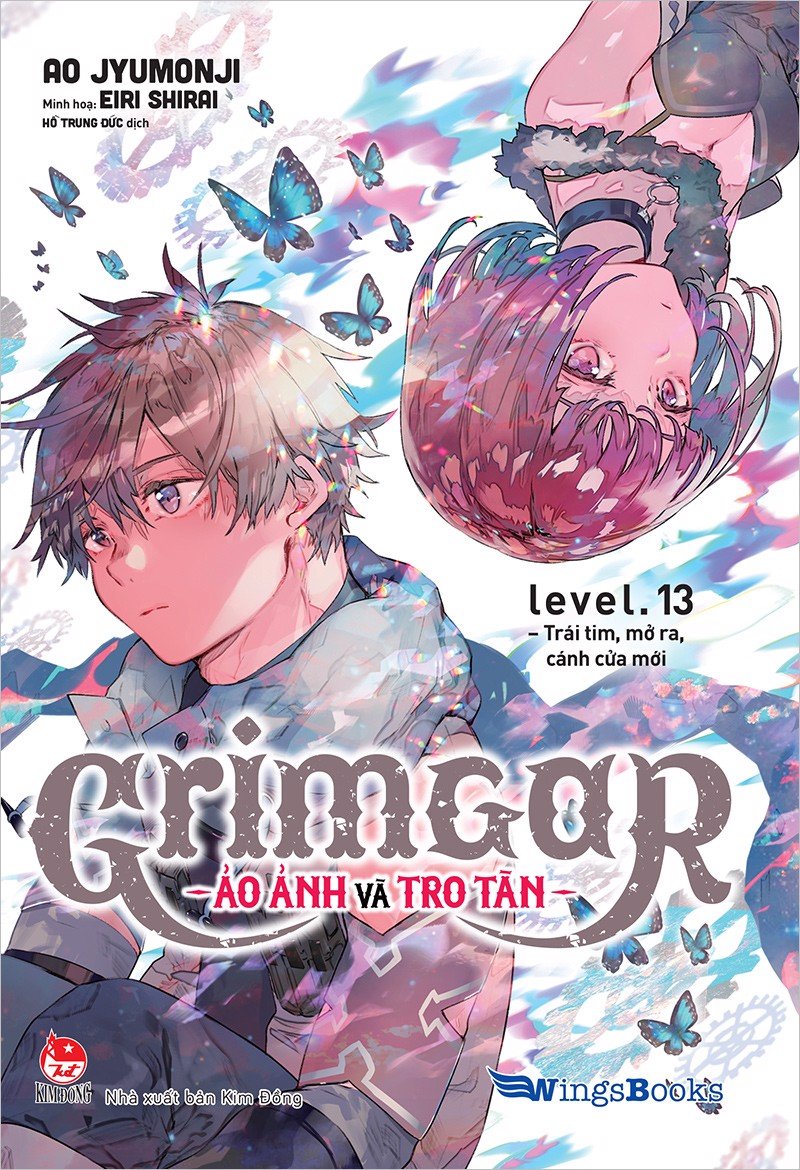 AO JYUMONJI
Minh hoạ: EIRI SHIRAI
HỒ TRUNG ĐỨC dịch
level. 13
– Trái tim, mở ra,
cánh cửa mới
GrimGaR
-ẢO ẢNH VÀ TRO TÀN-
KIM ĐỒNG
Nhà xuất bản Kim Đồng
WingsBooks